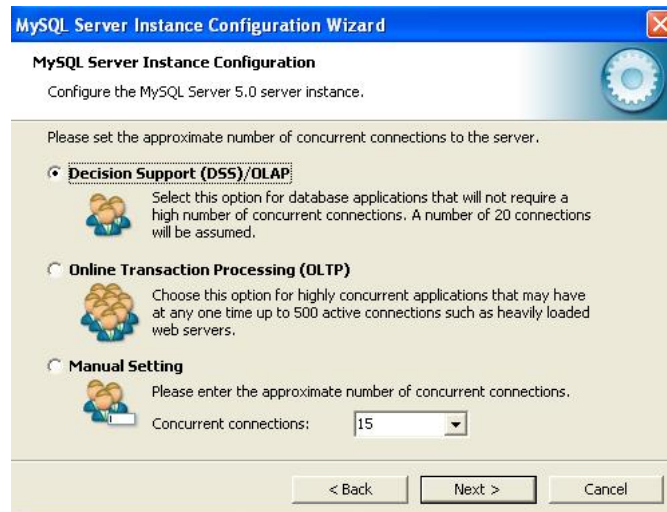 MySQL Server Instance Configuration Wizard
MySQL Server Instance Configuration
Configure the MySQL Server 5.0 server instance.
Please set the approximate number of concurrent connections to the server.
Decision Support (DSS)/OLAP
Select this option for database applications that will not require a
high number of concurrent connections. A number of 20 connections
will be assumed.
Online Transaction Processing (OLTP)
Choose this option for highly concurrent applications that may have
at any one time up to 500 active connections such as heavily loaded
web servers.
Manual Setting
Please enter the approximate number of concurrent connections.
Concurrent connections: 15
< Back Next > Cancel